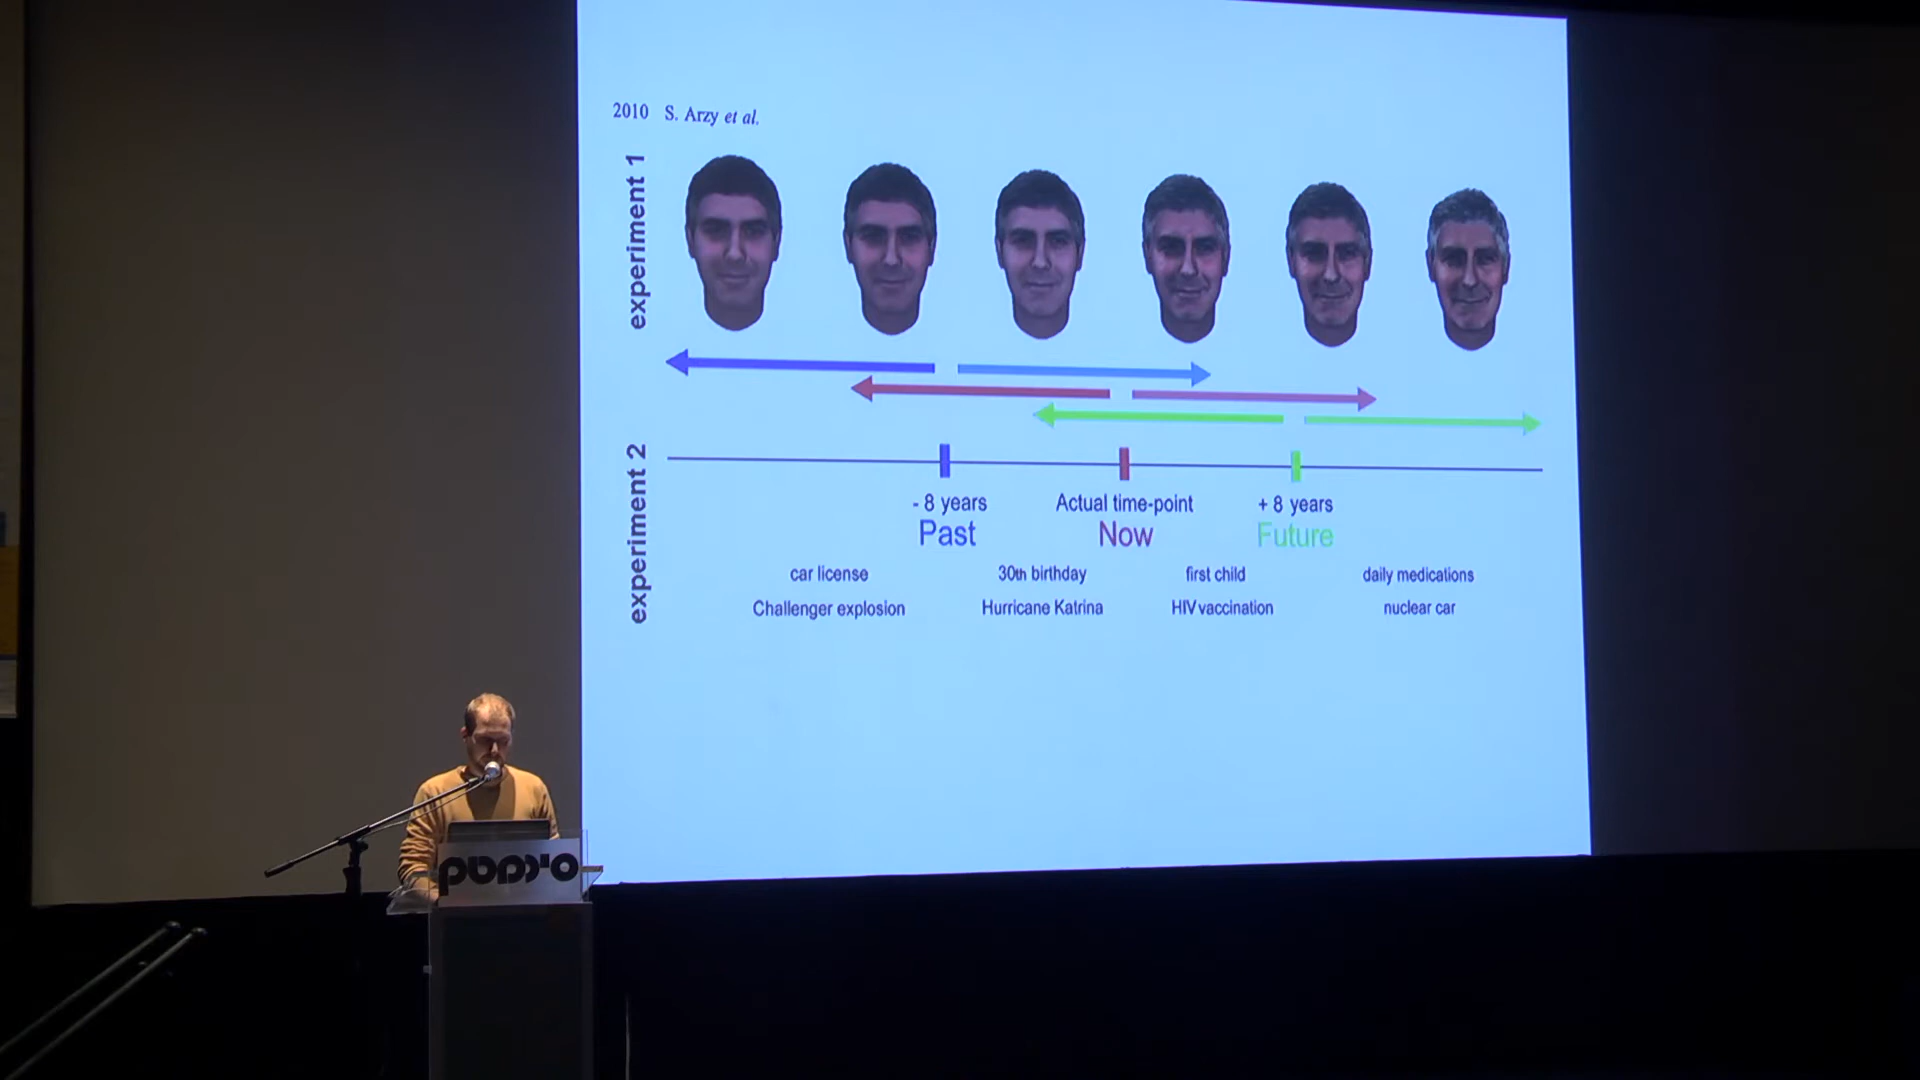 2010 S. Arzy et al.
experiment 1
experiment 2
- 8 years
Past
Actual time-point
Now
+ 8 years
Future
car license
30th birthday
first child
daily medications
Challenger explosion
Hurricane Katrina
HIV vaccination
nuclear car
סינמטק